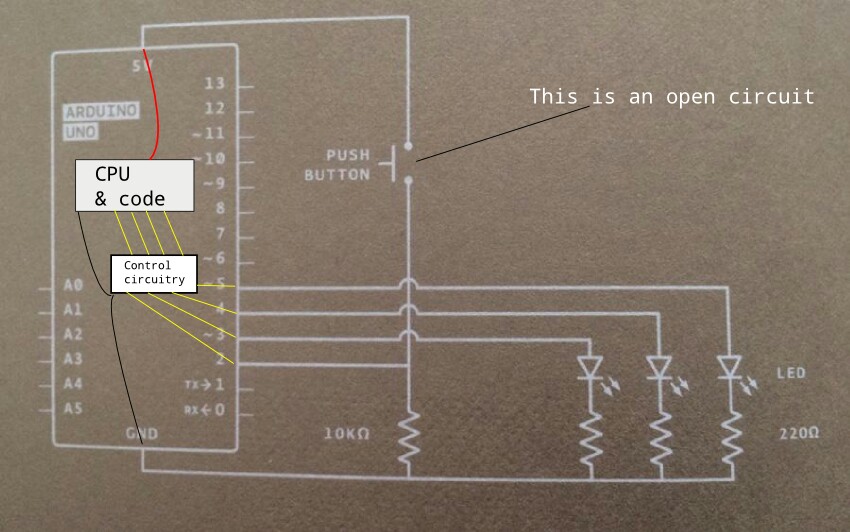 5V
13
ARDUINO
UNO
12
~11
~10
~9
8
7
~6
~5
4
~3
2
TX→1
RX←0
A0
A1
A2
A3
A4
A5
GND
CPU
& code
Control
circuitry
PUSH
BUTTON
This is an open circuit
10KΩ
LED
220Ω